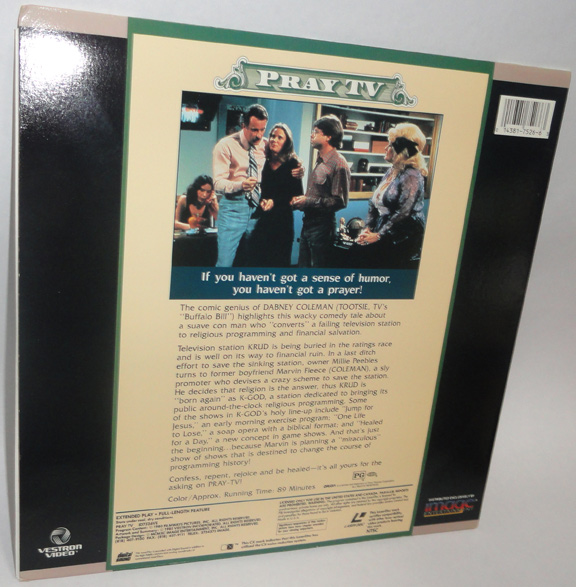 PRAY TV
If you haven't got a sense of humor,
you haven't got a prayer!
The comic genius of DABNEY COLEMAN (TOOTSIE, TV's
"Buffalo Bill") highlights this wacky comedy tale about
a suave con man who "converts" a failing television station
to religious programming and financial salvation.
Television station KRUD is being buried in the ratings race
and is well on its way to financial ruin. In a last ditch
effort to save the sinking station, owner Millie Peebles
turns to former boyfriend Marvin Fleece (COLEMAN), a sly
promoter who devises a crazy scheme to save the station.
He decides that religion is the answer, thus KRUD is
"born again" as K-GOD, a station dedicated to bringing its
public around-the-clock religious programming. Some
of the shows in K-GOD's holy line-up include "Jump for
Jesus," an early morning exercise program; "One Life
to Lose," a soap opera with a biblical format; and "Healed
for a Day," a new concept in game shows. And that's just
the beginning...because Marvin is planning a "miraculous"
show of shows that is destined to change the course of
programming history!
Confess, repent, rejoice and be healed—it's all yours for the
asking on PRAY-TV!
Color/Approx. Running Time: 89 Minutes
PG
EXTENDED PLAY • FULL-LENGTH FEATURE
VESTRON
VIDEO
image
NTSC